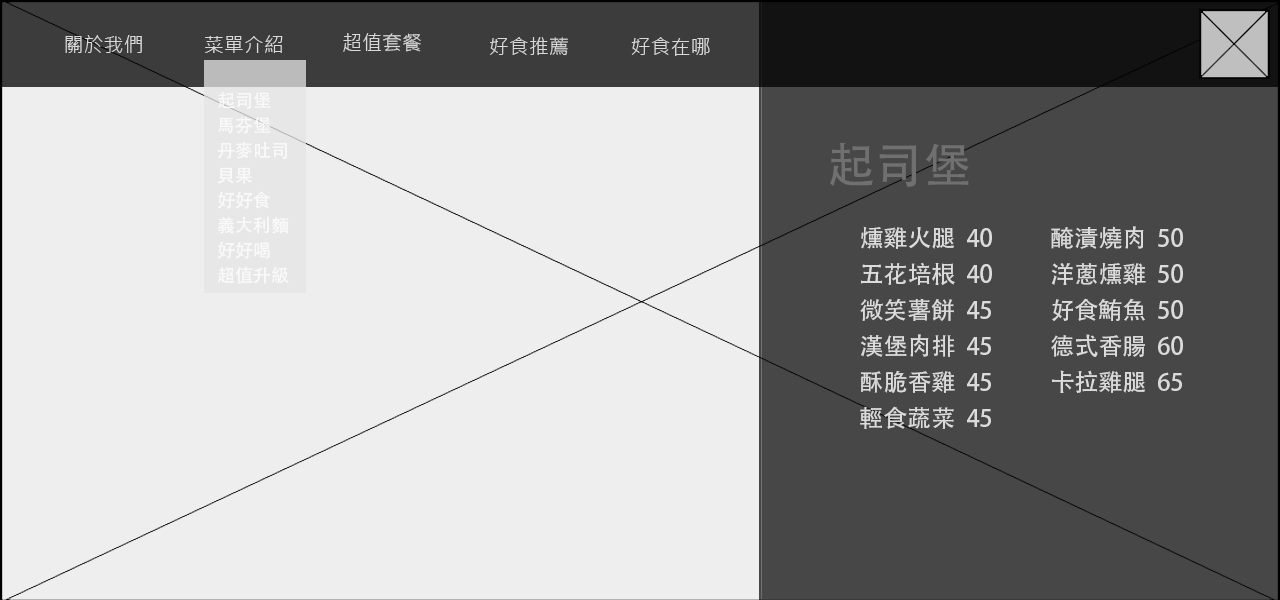 關於我們 菜單介紹 超值套餐 好食推薦 好食在哪
起司堡
馬芬堡
丹麥吐司
貝果
好好食
義大利麵
好好喝
超值升級
起司堡
燻雞火腿 40 醃漬燒肉 50
五花培根 40 洋蔥燻雞 50
微笑薯餅 45 好食鮪魚 50
漢堡肉排 45 德式香腸 60
酥脆香雞 45 卡拉雞腿 65
輕食蔬菜 45